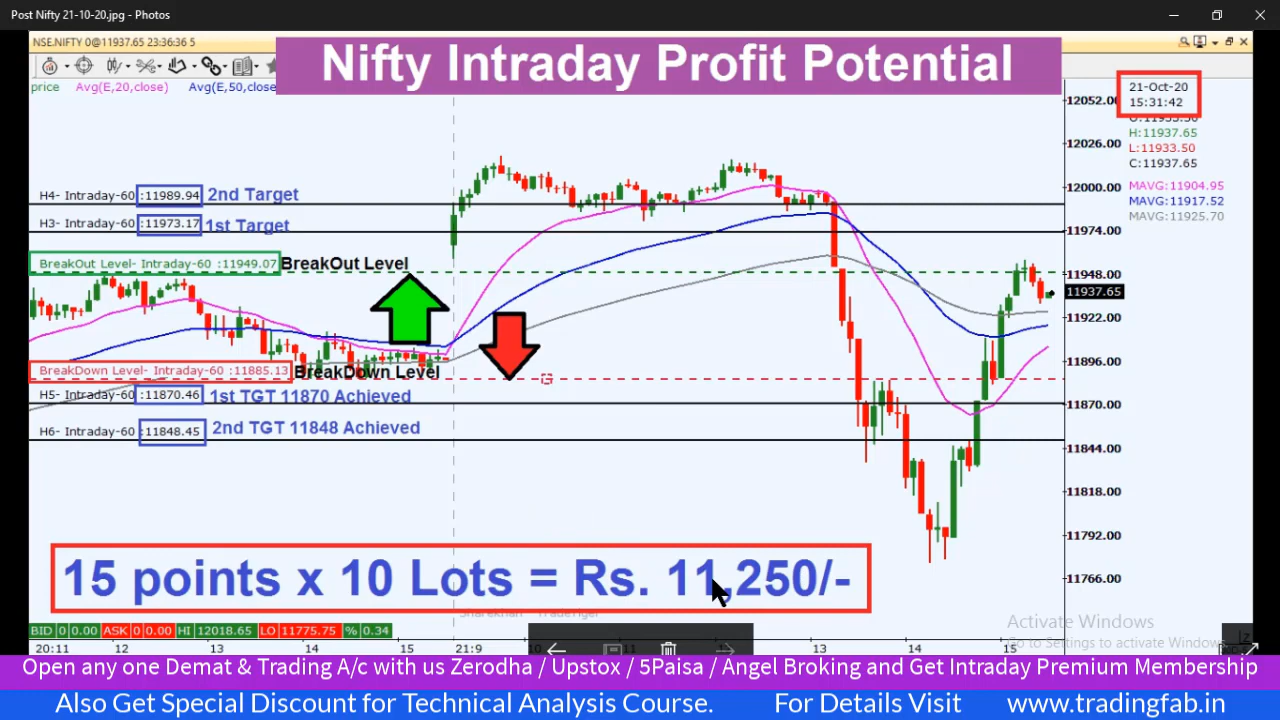 Post Nifty 21-10-20.jpg - Photos
NSE.NIFTY 0@11937.65 23:36:36 5
Nifty Intraday Profit Potential
price Avg(E,20,close) Avg(E,50,close
21-Oct-20
15:31:42
H:11937.65
L:11933.50
C:11937.65
MAVG:11904.95
MAVG:11917.52
MAVG:11925.70
12052.00
12026.00
12000.00
11974.00
11948.00
11937.65
11922.00
11896.00
11870.00
11844.00
11818.00
11792.00
11766.00
H4- Intraday-60 :11989.94 2nd Target
H3- Intraday-60 :11973.17 1st Target
BreakOut Level- Intraday-60 :11949.07 BreakOut Level
BreakDown Level- Intraday-60 :11885.13 BreakDown Level
H5- Intraday-60 :11870.46 1st TGT 11870 Achieved
H6- Intraday-60 :11848.45 2nd TGT 11848 Achieved
15 points x 10 Lots = Rs. 11,250/-
Sharekhan TradeTiger
Activate Windows
Go to Settings to activate Windows.
BID 0 0.00 ASK 0 0.00 HI 12018.65 LO 11775.75 % 0.34
20:11 12 13 14 15 21:9 11 13 14 15
Open any one Demat & Trading A/c with us Zerodha / Upstox / 5Paisa / Angel Broking and Get Intraday Premium Membership
Also Get Special Discount for Technical Analysis Course. For Details Visit www.tradingfab.in